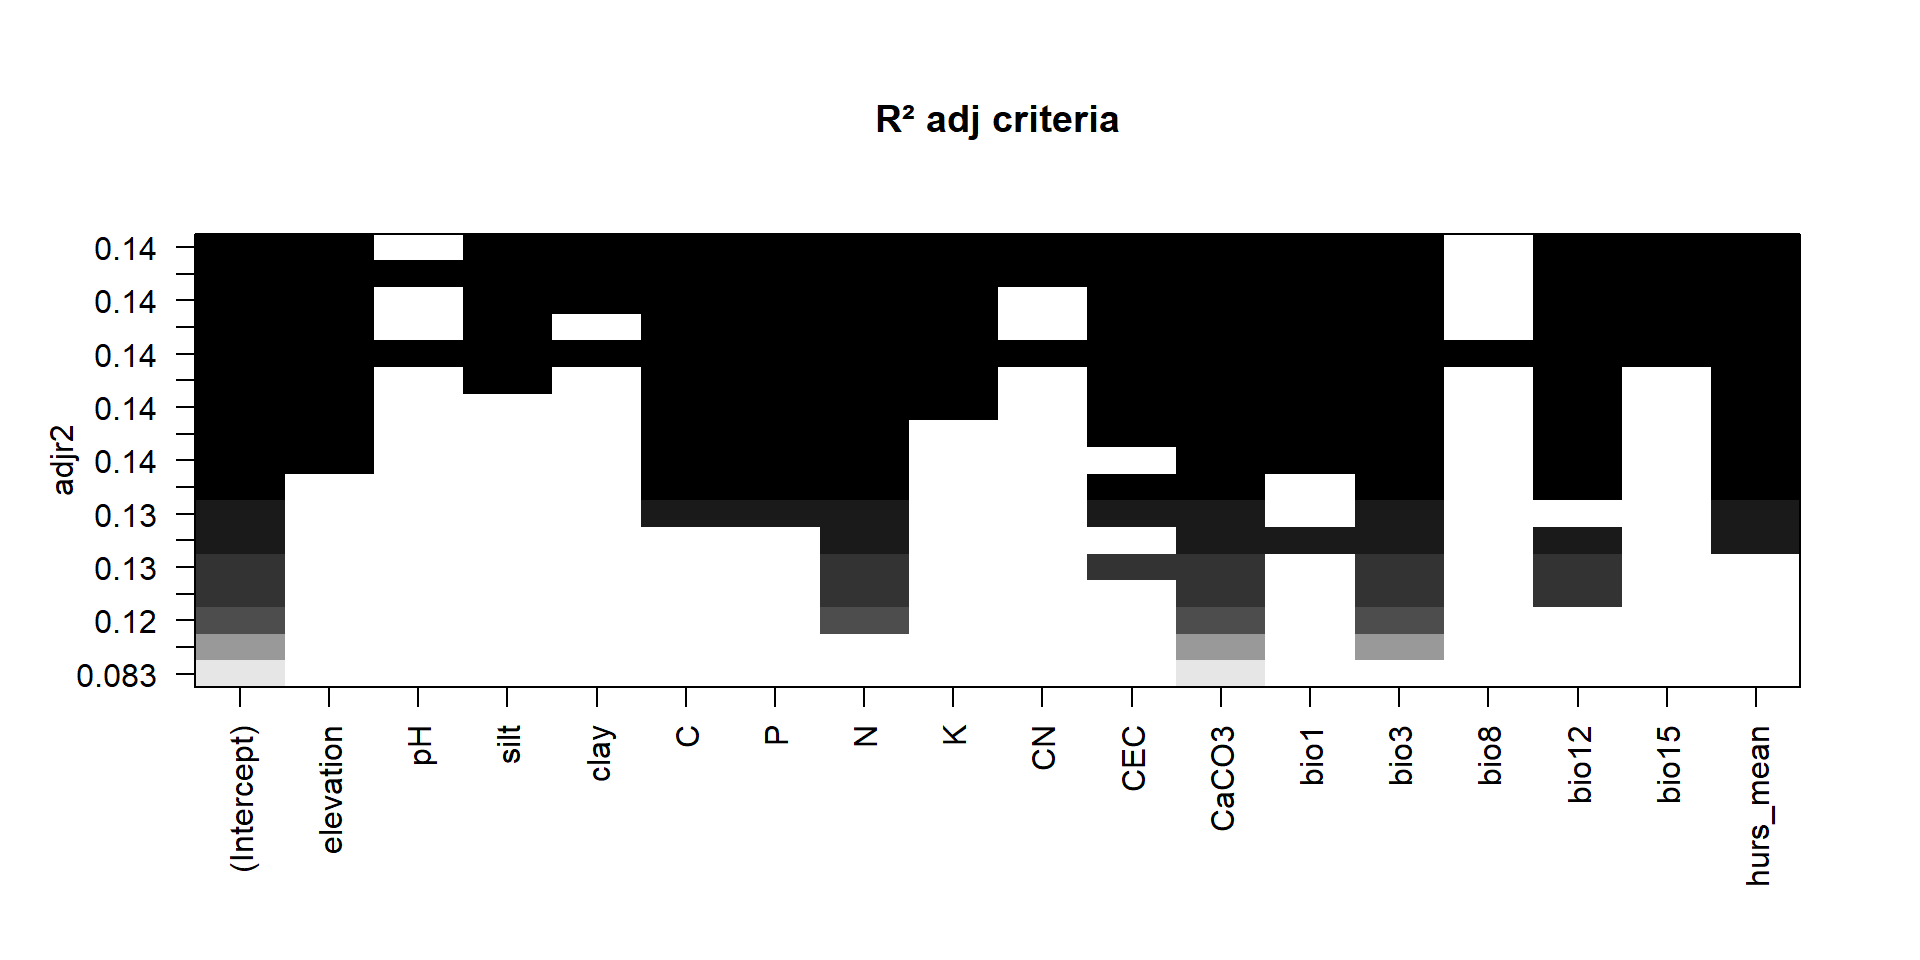 R² adj criteria
adjr2
0.14
0.14
0.14
0.14
0.14
0.13
0.13
0.12
0.083
(Intercept)
elevation
pH
silt
clay
C
P
N
K
CN
CEC
CaCO3
bio1
bio3
bio8
bio12
bio15
hurs_mean